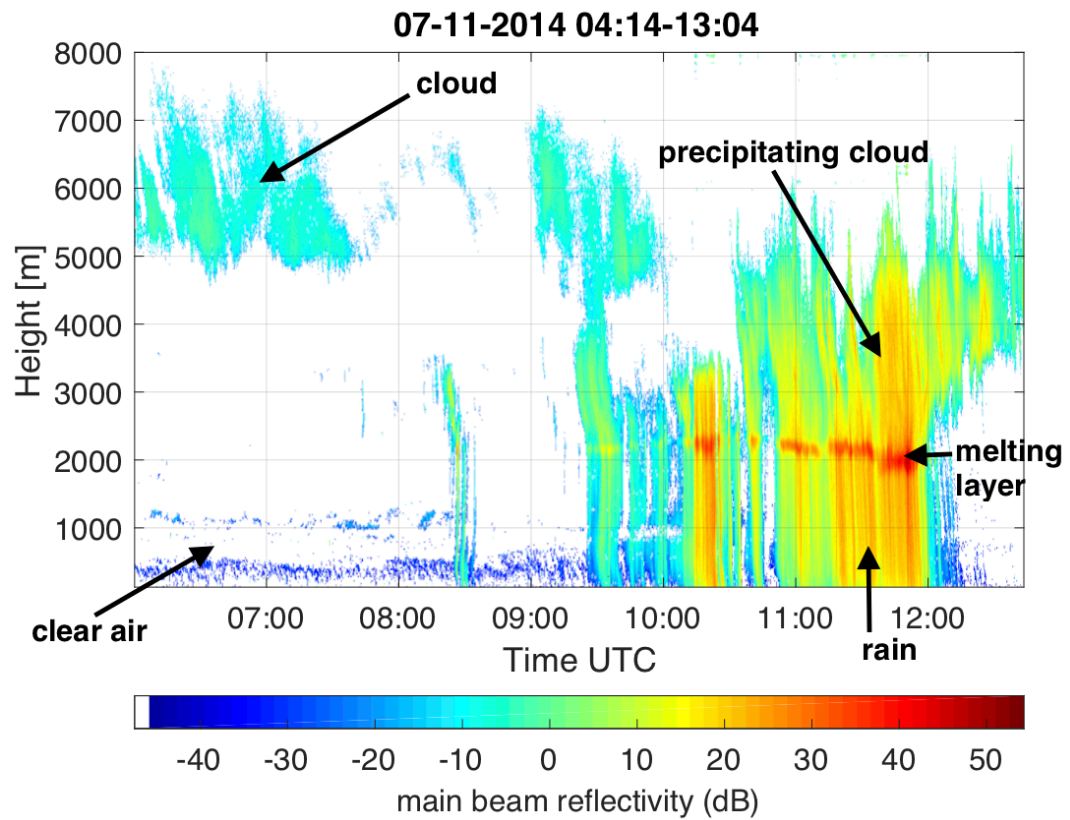 07-11-2014 04:14-13:04
8000
7000
6000
5000
4000
3000
2000
1000
Height [m]
cloud
precipitating cloud
melting
layer
clear air
rain
07:00 08:00 09:00 10:00 11:00 12:00
Time UTC
-40 -30 -20 -10 0 10 20 30 40 50
main beam reflectivity (dB)